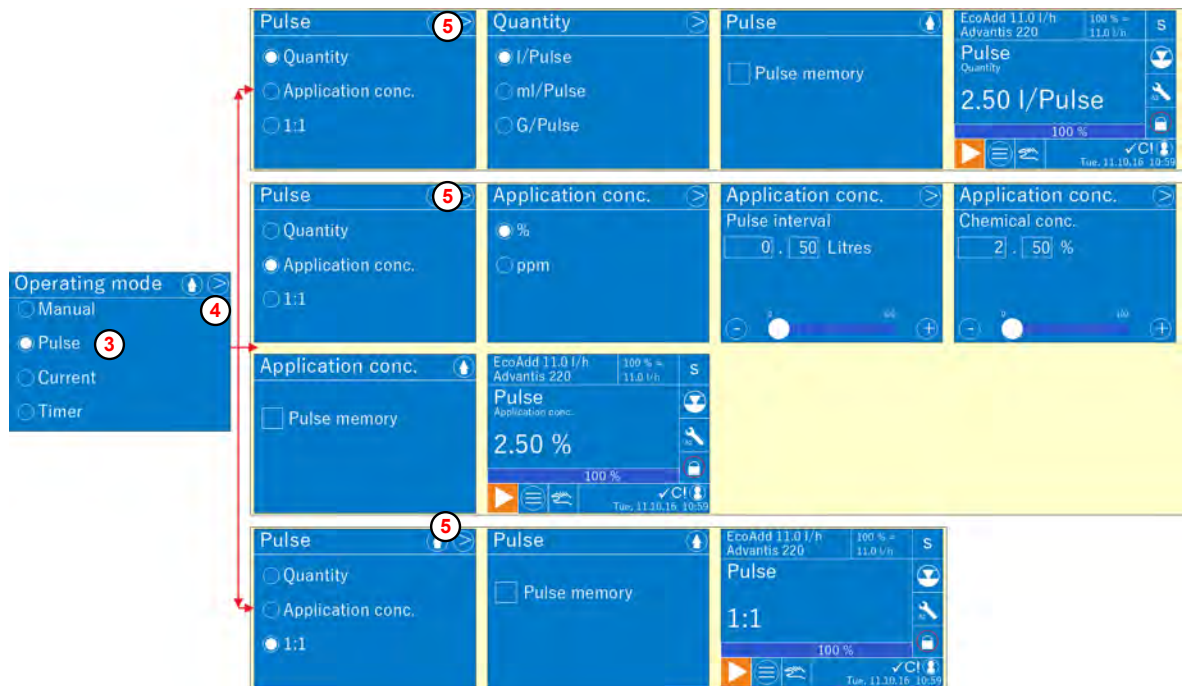 Operating mode
Manual
Pulse
3
4
Current
Timer
Pulse
5
Quantity
Application conc.
1:1
Quantity
l/Pulse
ml/Pulse
G/Pulse
Pulse
Pulse memory
EcoAdd 11.0 l/h
Advantis 220
100 % =
11.0 l/h
S
Pulse
Quantity
2.50 l/Pulse
100 %
✓C!
Tue. 11.10.16 10:59
Pulse
5
Quantity
Application conc.
1:1
Application conc.
%
ppm
Application conc.
Pulse interval
0 . 50 Litres
0 100
- +
Application conc.
Chemical conc.
2 . 50 %
0 100
- +
Application conc.
Pulse memory
EcoAdd 11.0 l/h
Advantis 220
100 % =
11.0 l/h
S
Pulse
Application conc.
2.50 %
100 %
✓C!
Tue. 11.10.16 10:59
5
Pulse
Quantity
Application conc.
1:1
Pulse
Pulse memory
EcoAdd 11.0 l/h
Advantis 220
100 % =
11.0 l/h
S
Pulse
1:1
100 %
✓C!
Tue. 11.10.16 10:59